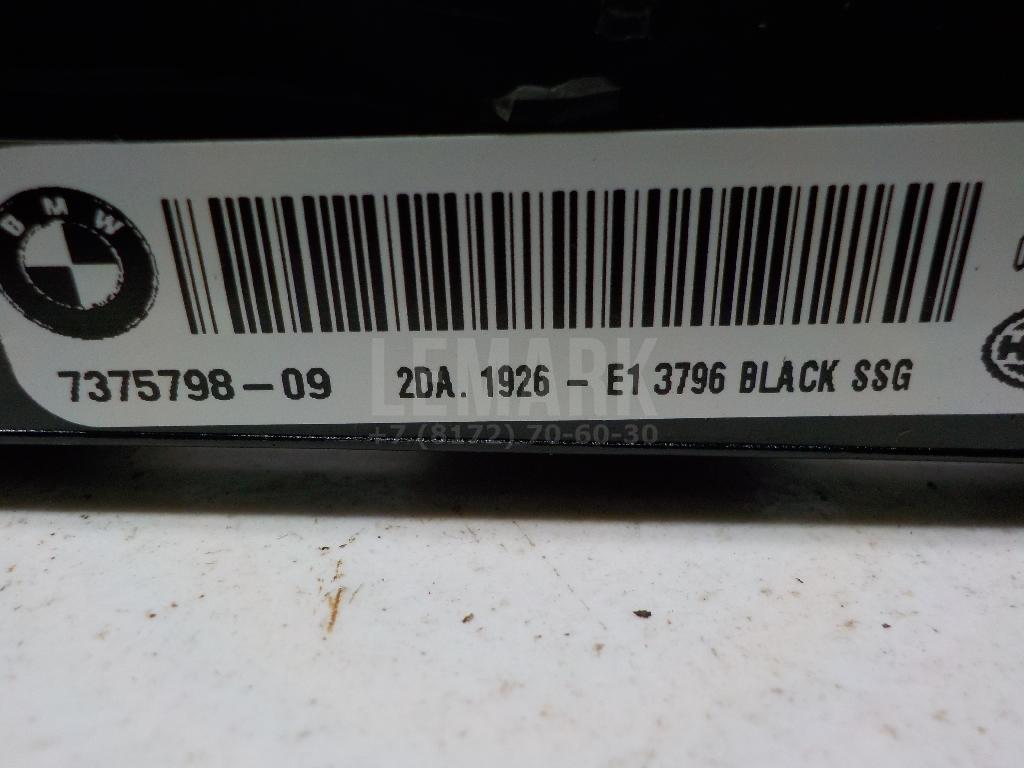 BMW
7375798-09 2DA. 1926 - E1 3796 BLACK SSG
LEMARK
+7 (8172) 70-60-30